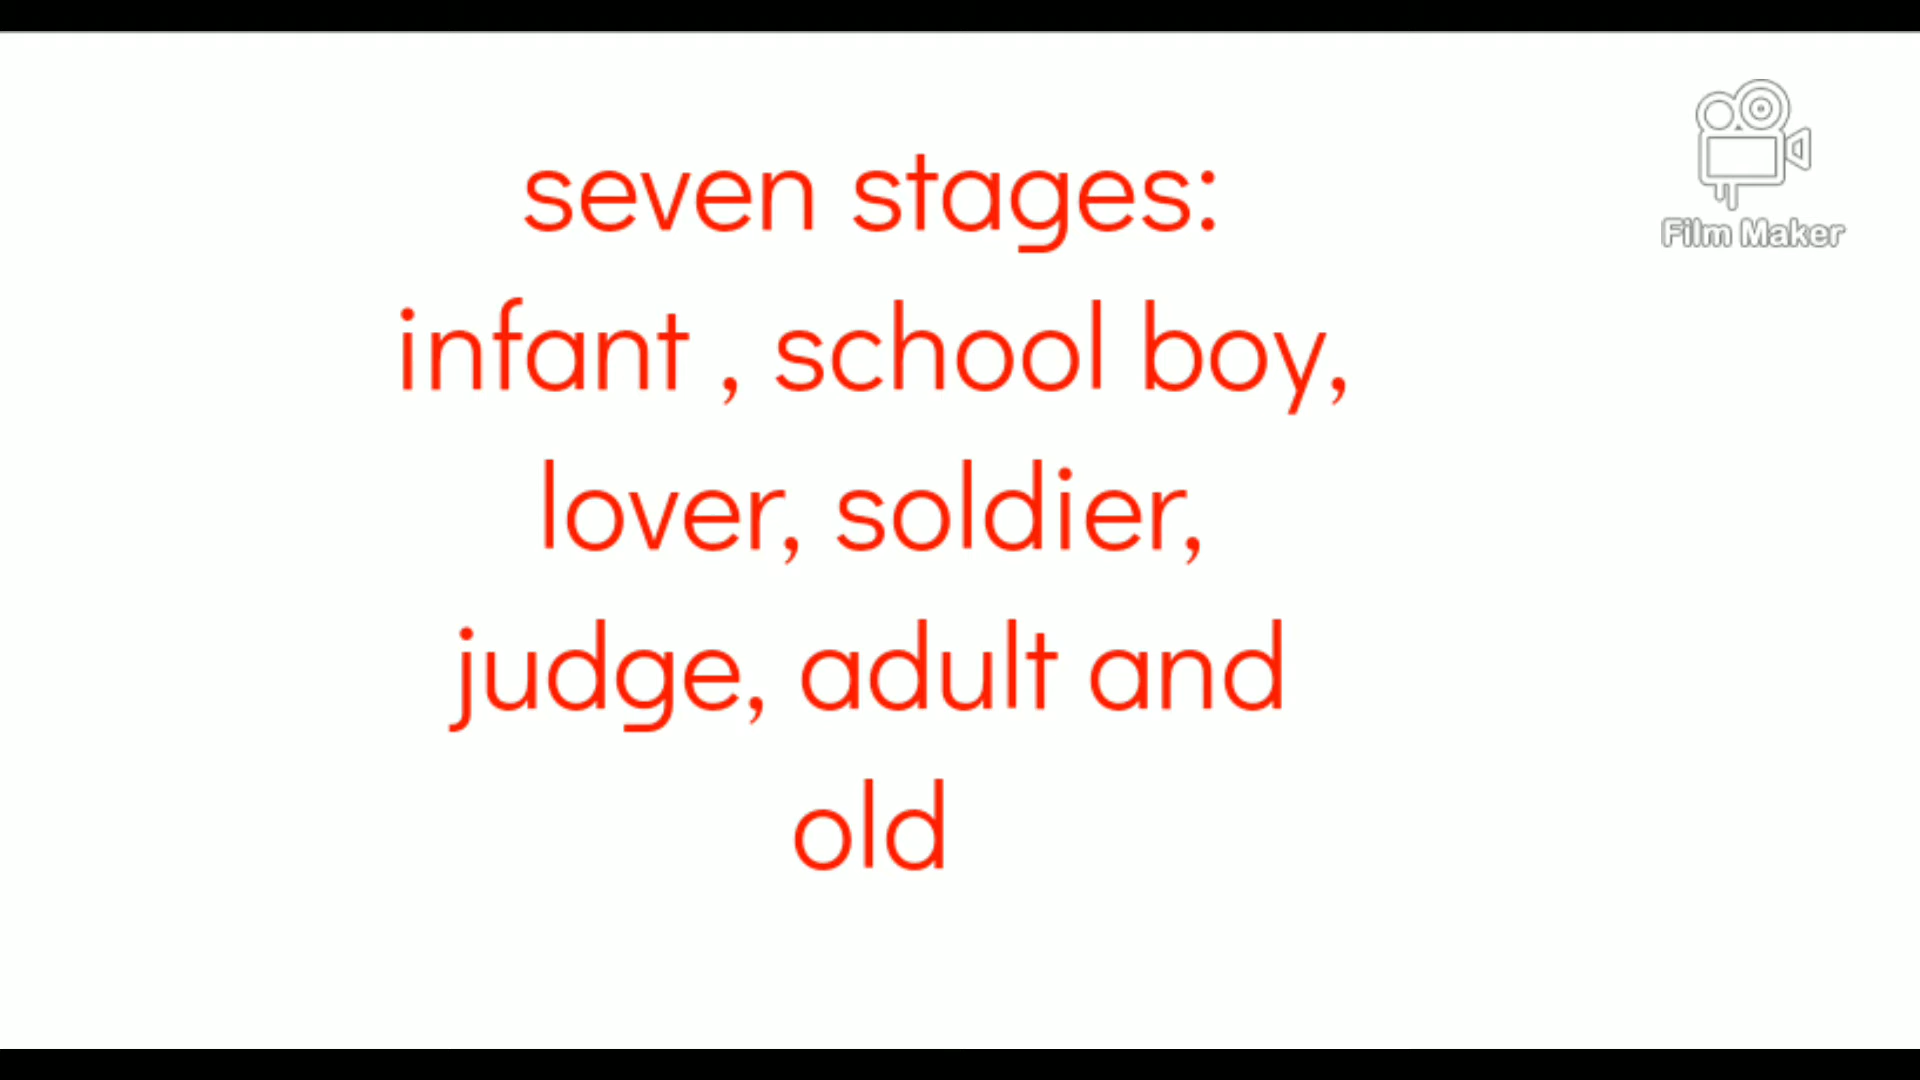 seven stages:
infant , school boy,
lover, soldier,
judge, adult and
old
Film Maker